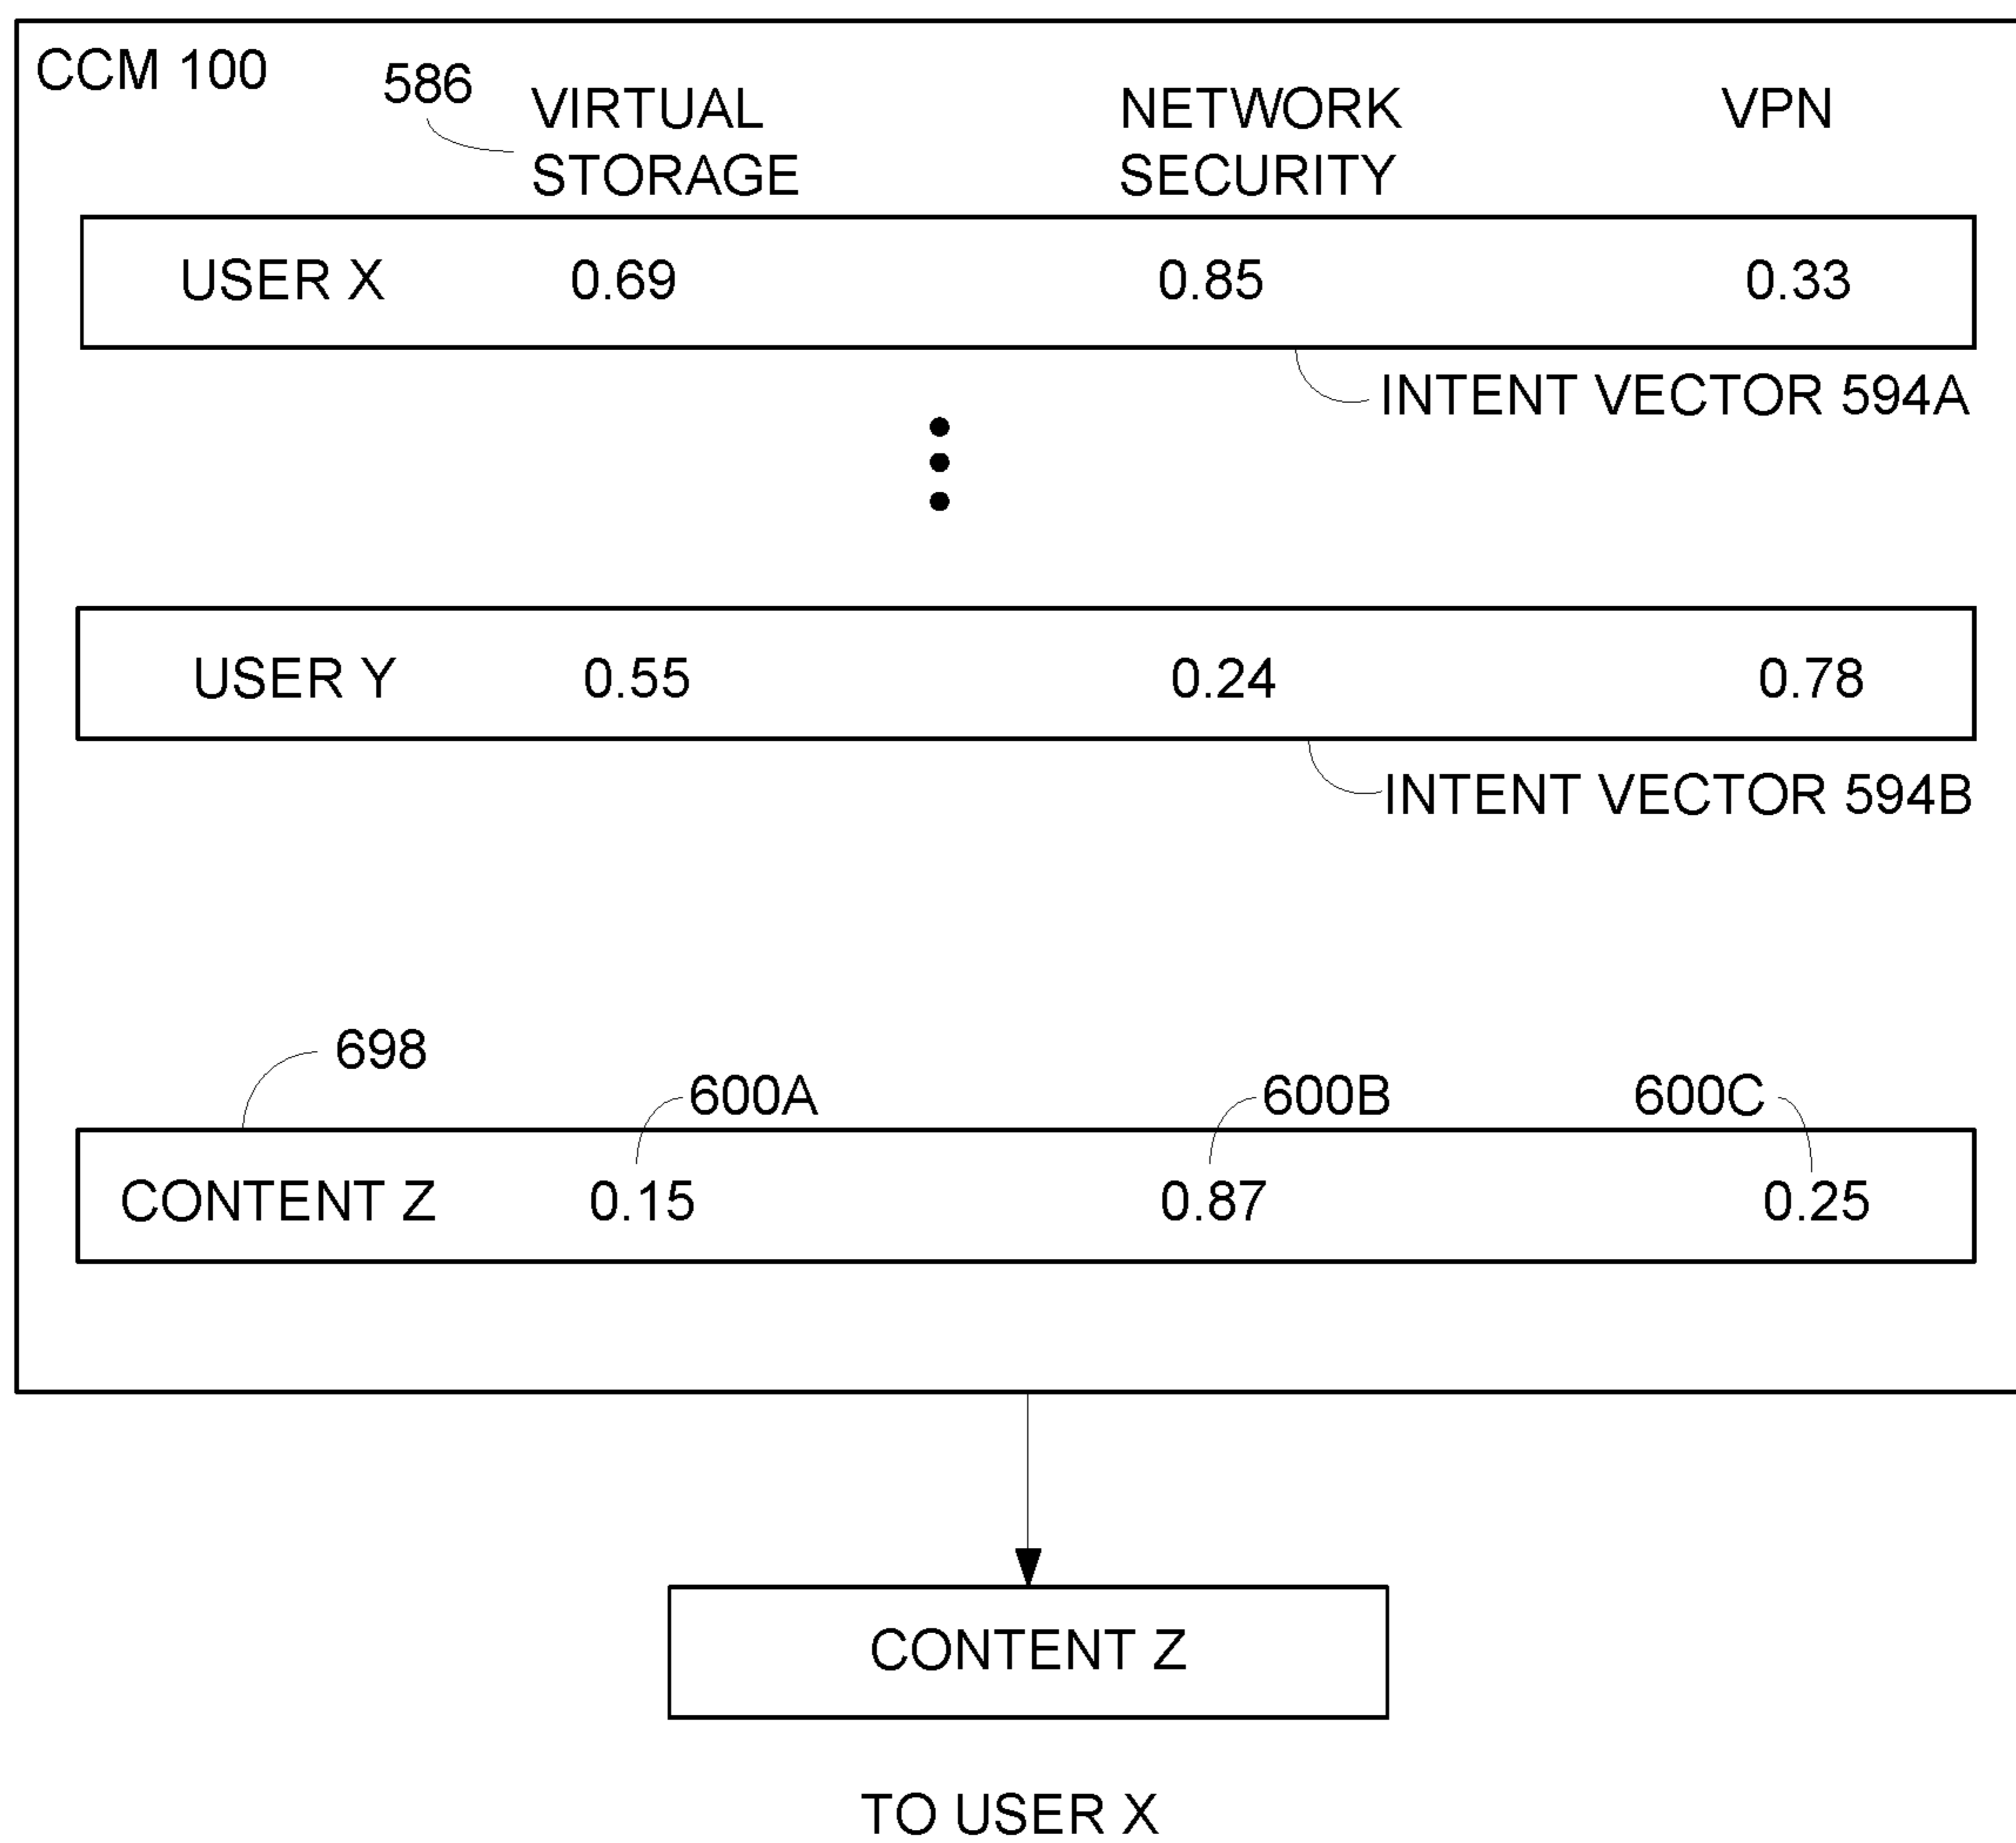 CCM 100
586
VIRTUAL STORAGE
NETWORK SECURITY
VPN
USER X 0.69 0.85 0.33
INTENT VECTOR 594A
USER Y 0.55 0.24 0.78
INTENT VECTOR 594B
698
600A 600B 600C
CONTENT Z 0.15 0.87 0.25
CONTENT Z
TO USER X